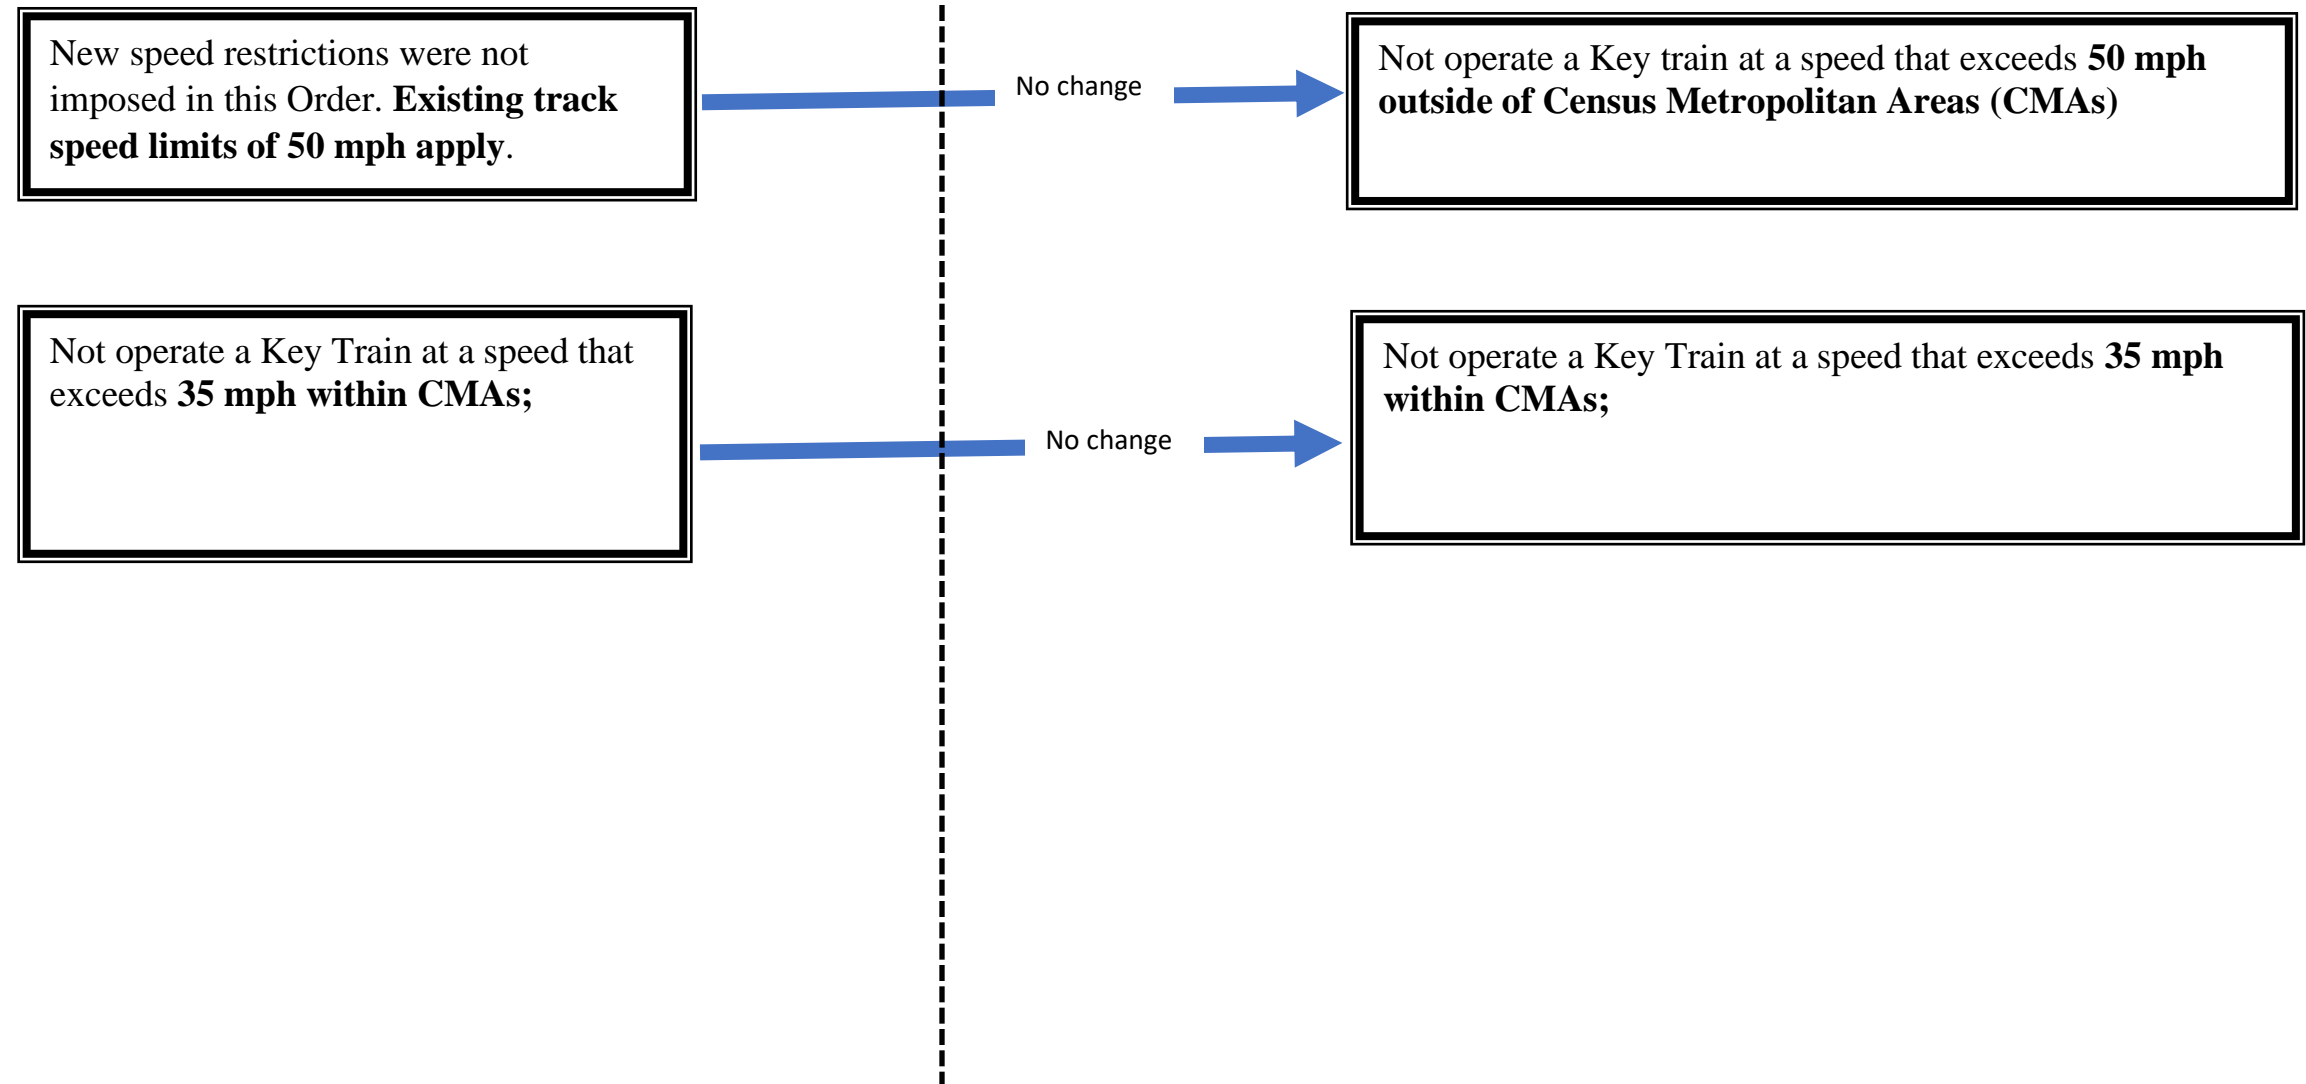 New speed restrictions were not
imposed in this Order. Existing track
speed limits of 50 mph apply.
No change
Not operate a Key train at a speed that exceeds 50 mph
outside of Census Metropolitan Areas (CMAs)
Not operate a Key Train at a speed that
exceeds 35 mph within CMAs;
No change
Not operate a Key Train at a speed that exceeds 35 mph
within CMAs;